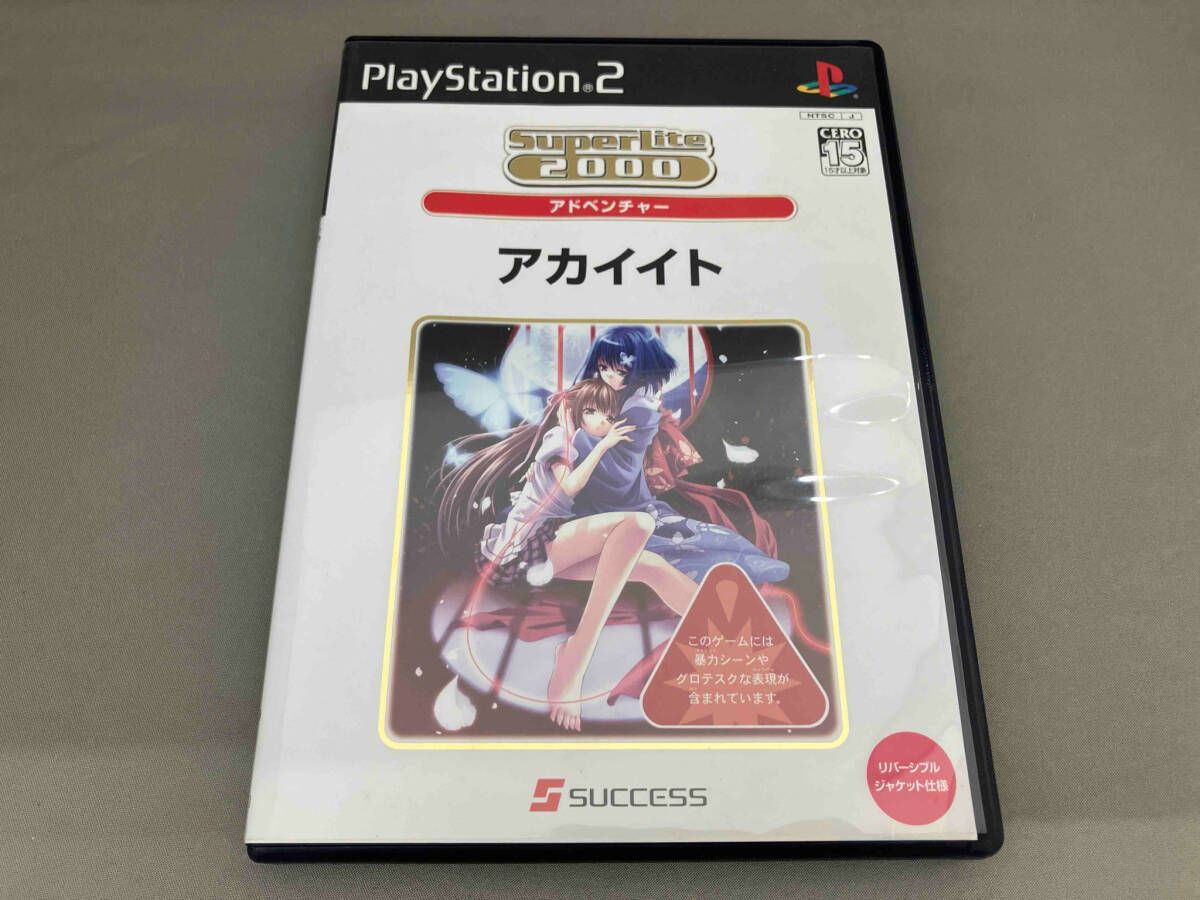 PlayStation®2
NTSC J
CERO
15
15才以上対象
SuperLite
2000
アドベンチャー
アカイイト
このゲームには
暴力シーンや
グロテスクな表現が
含まれています。
リバーシブル
ジャケット仕様
SUCCESS